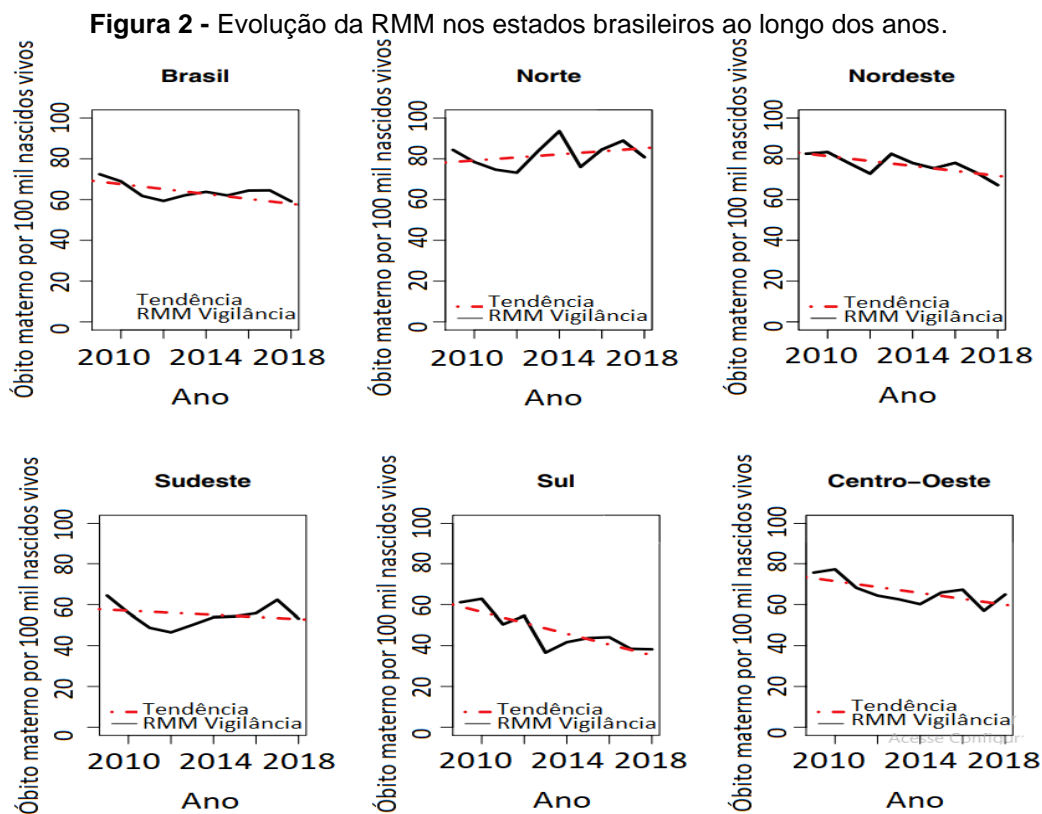 Figura 2 - Evolução da RMM nos estados brasileiros ao longo dos anos.
Brasil
Óbito materno por 100 mil nascidos vivos
100
80
60
40
20
0
Tendência
RMM Vigilância
2010 2014 2018
Ano
Norte
Óbito materno por 100 mil nascidos vivos
100
80
60
40
20
0
Tendência
RMM Vigilância
2010 2014 2018
Ano
Nordeste
Óbito materno por 100 mil nascidos vivos
100
80
60
40
20
0
Tendência
RMM Vigilância
2010 2014 2018
Ano
Sudeste
Óbito materno por 100 mil nascidos vivos
100
80
60
40
20
0
Tendência
RMM Vigilância
2010 2014 2018
Ano
Sul
Óbito materno por 100 mil nascidos vivos
100
80
60
40
20
0
Tendência
RMM Vigilância
2010 2014 2018
Ano
Centro-Oeste
Óbito materno por 100 mil nascidos vivos
100
80
60
40
20
0
Tendência
RMM Vigilância
Acesse Configur
2010 2014 2018
Ano